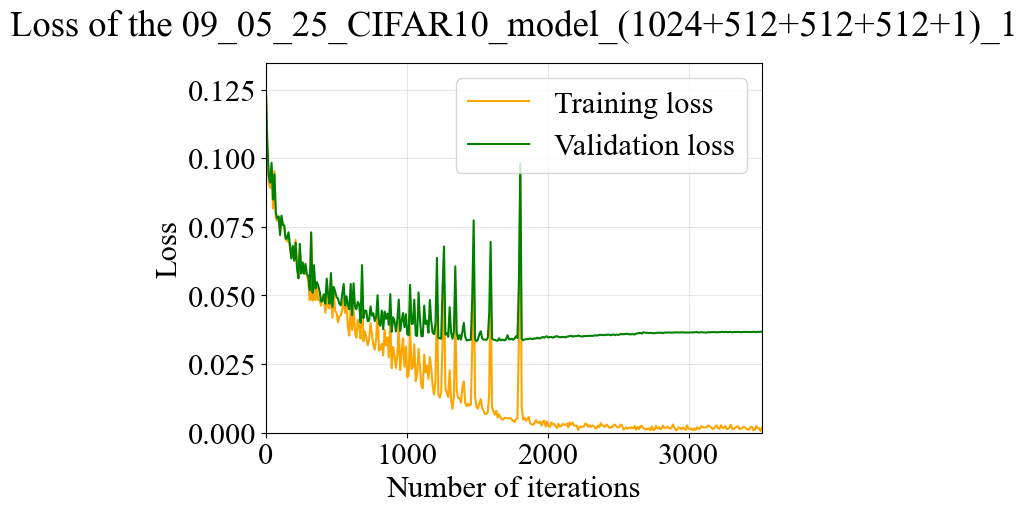 Loss of the 09_05_25_CIFAR10_model_(1024+512+512+512+1)_1
Training loss
Validation loss
Loss
0.125
0.100
0.075
0.050
0.025
0.000
0 1000 2000 3000
Number of iterations